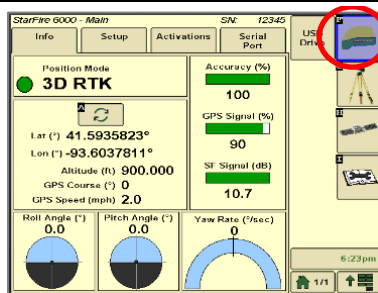 StarFire 6000 - Main SN: 12345
Info Setup Activations Serial Port
USB Drive
Position Mode
3D RTK
A
Lat (°) 41.5935823°
Lon (°) -93.6037811°
Altitude (ft) 900.000
GPS Course (°) 0
GPS Speed (mph) 2.0
Accuracy (%)
100
GPS Signal (%)
90
SF Signal (dB)
10.7
Roll Angle (°)
0.0
Pitch Angle (°)
0.0
Yaw Rate (°/sec)
0
H
I
6:23pm
1/1